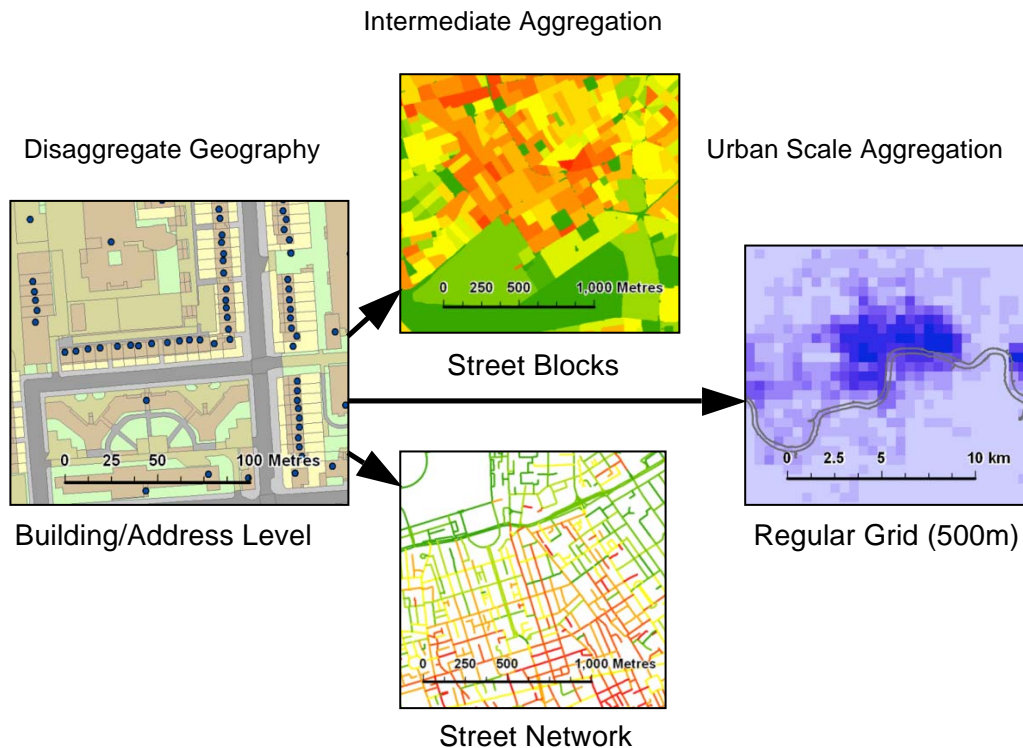 Intermediate Aggregation
Disaggregate Geography
Urban Scale Aggregation
0 250 500 1,000 Metres
Street Blocks
0 25 50 100 Metres
Building/Address Level
0 2.5 5 10 km
Regular Grid (500m)
0 250 500 1,000 Metres
Street Network